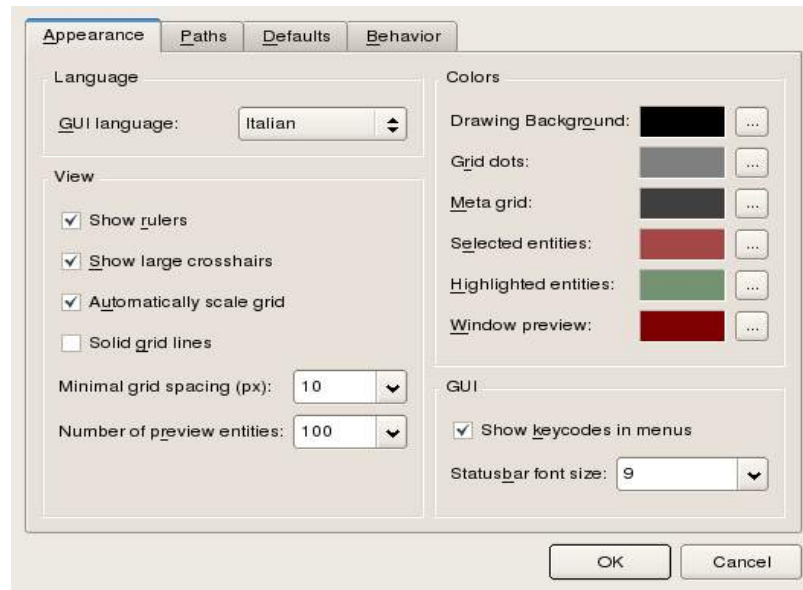 Appearance Paths Defaults Behavior
Language
GUI language: Italian
View
Show rulers
Show large crosshairs
Automatically scale grid
Solid grid lines
Minimal grid spacing (px): 10
Number of preview entities: 100
Colors
Drawing Background: ...
Grid dots: ...
Meta grid: ...
Selected entities: ...
Highlighted entities: ...
Window preview: ...
GUI
Show keycodes in menus
Statusbar font size: 9
OK Cancel